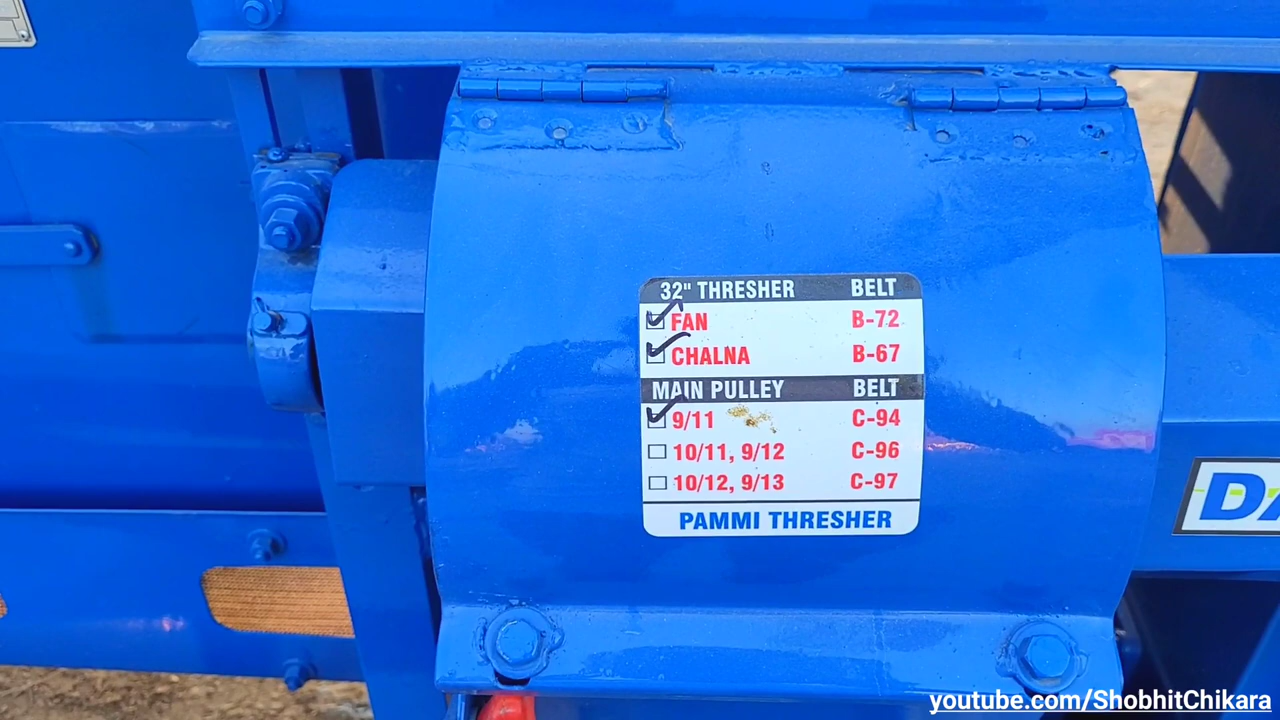 32" THRESHER BELT
FAN B-72
CHALNA B-67
MAIN PULLEY BELT
9/11 C-94
10/11, 9/12 C-96
10/12, 9/13 C-97
PAMMI THRESHER
youtube.com/ShobhitChikara